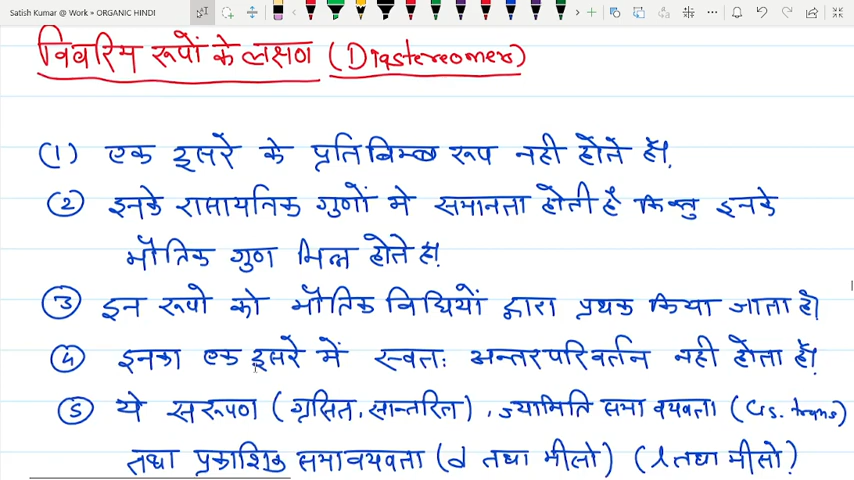 Satish Kumar @ Work » ORGANIC HINDI
विवरिम रूपों के लक्षण (Diastereomers)
(1) एक दूसरे के प्रतिबिम्ब रूप नही होते हैं।
② इनके रासायनिक गुणों मे समानता होती है किन्तु इनके
भौतिक गुण भिन्न होते हैं।
③ इन रूपो को भौतिक विधियों द्वारा प्रथक किया जाता है।
④ इनका एक दूसरे में स्वतः अन्तरपरिवर्तन नही होता है।
⑤ ये सरूपण (ग्रसित, सान्तरित), ज्यामिति समावयवता (Cis. trans)
तथा प्रकाशिक समावयवता (d तथा मीसो) (l तथा मीसो)